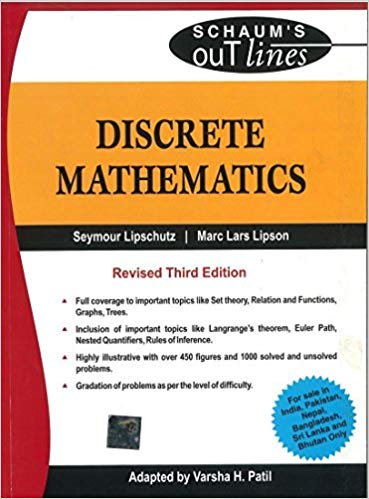 SCHAUM'S
ouTlines
DISCRETE
MATHEMATICS
Seymour Lipschutz | Marc Lars Lipson
Revised Third Edition
Full coverage to important topics like Set theory, Relation and Functions,
Graphs, Trees.
Inclusion of important topics like Langrange's theorem, Euler Path,
Nested Quantifiers, Rules of Inference.
Highly illustrative with over 450 figures and 1000 solved and unsolved
problems.
Gradation of problems as per the level of difficulty.
For sale in
India, Pakistan,
Nepal,
Bangladesh,
Sri Lanka and
Bhutan Only
Adapted by Varsha H. Patil